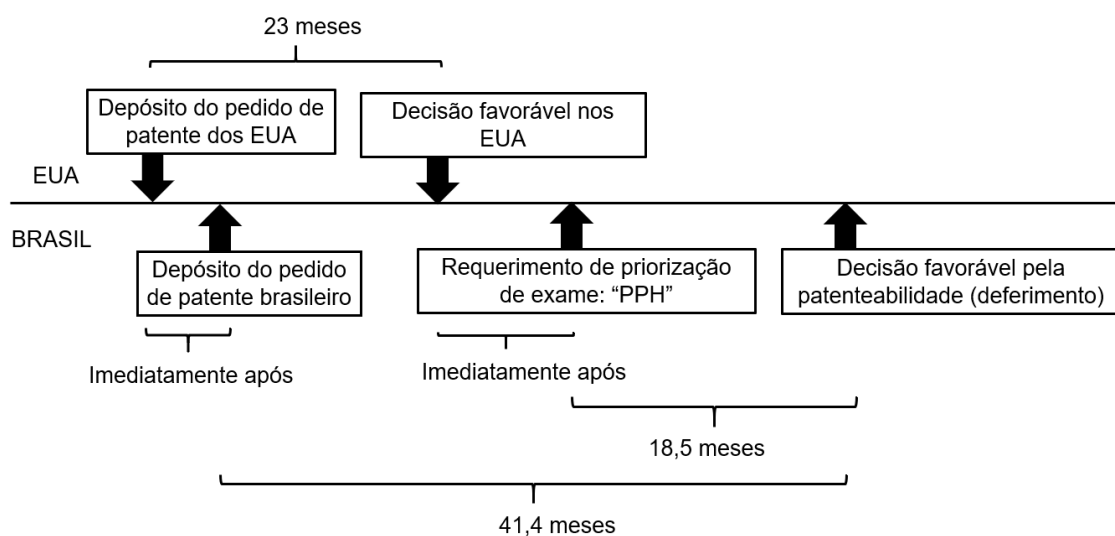 23 meses
Depósito do pedido de
patente dos EUA
Decisão favorável nos
EUA
EUA
BRASIL
Depósito do pedido
de patente brasileiro
Requerimento de priorização
de exame: “PPH”
Decisão favorável pela
patenteabilidade (deferimento)
Imediatamente após
Imediatamente após
18,5 meses
41,4 meses